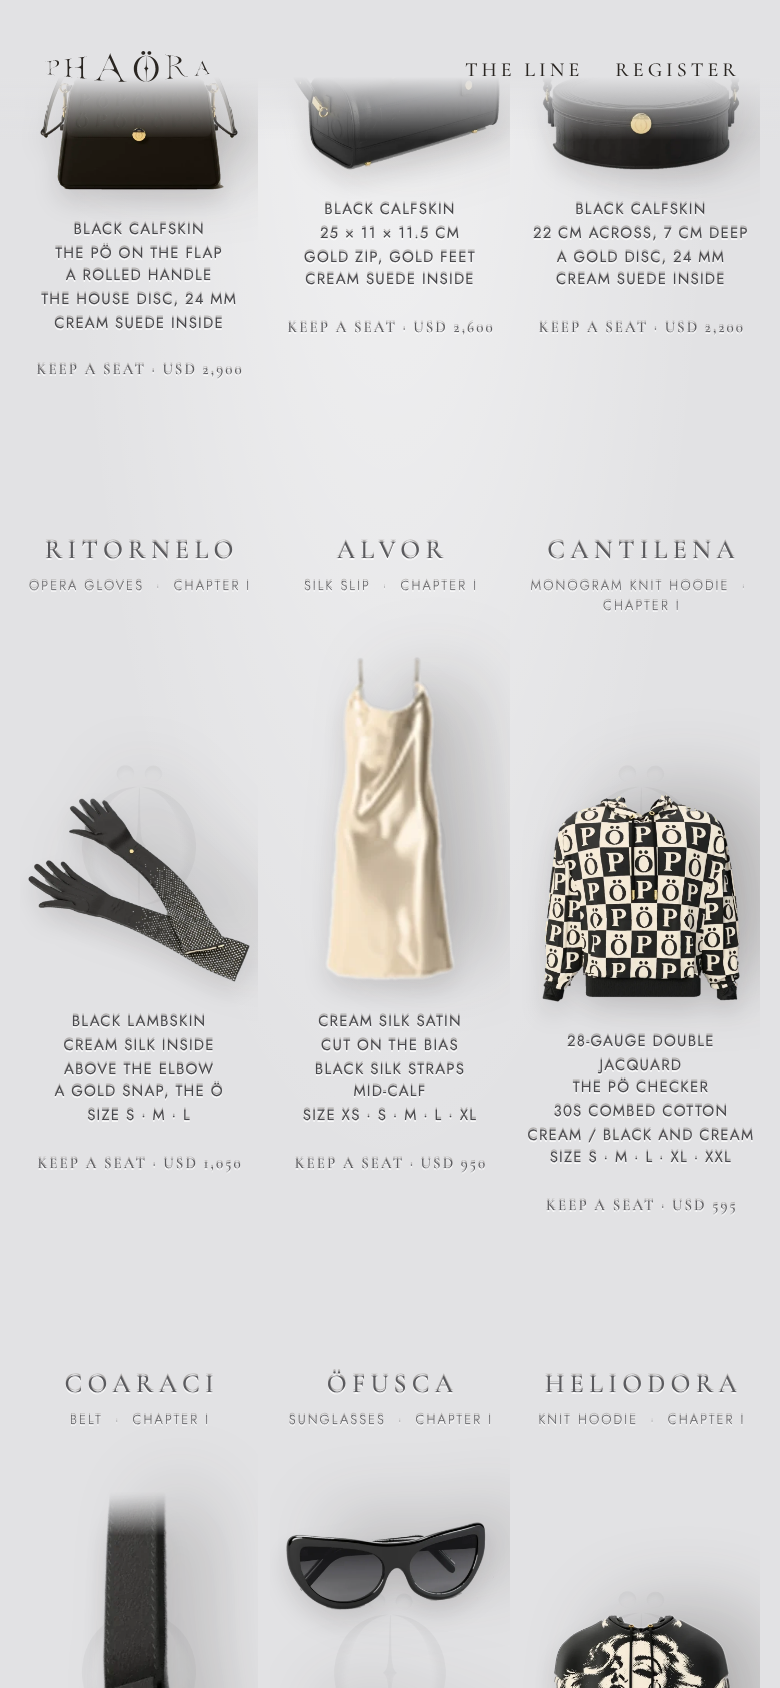 PHAÖRA
THE LINE REGISTER
BLACK CALFSKIN
THE PÖ ON THE FLAP
A ROLLED HANDLE
THE HOUSE DISC, 24 MM
CREAM SUEDE INSIDE
KEEP A SEAT · USD 2,900
BLACK CALFSKIN
25 × 11 × 11.5 CM
GOLD ZIP, GOLD FEET
CREAM SUEDE INSIDE
KEEP A SEAT · USD 2,600
BLACK CALFSKIN
22 CM ACROSS, 7 CM DEEP
A GOLD DISC, 24 MM
CREAM SUEDE INSIDE
KEEP A SEAT · USD 2,200
RITORNELO
OPERA GLOVES · CHAPTER I
BLACK LAMBSKIN
CREAM SILK INSIDE
ABOVE THE ELBOW
A GOLD SNAP, THE Ö
SIZE S · M · L
KEEP A SEAT · USD 1,050
ALVOR
SILK SLIP · CHAPTER I
CREAM SILK SATIN
CUT ON THE BIAS
BLACK SILK STRAPS
MID-CALF
SIZE XS · S · M · L · XL
KEEP A SEAT · USD 950
CANTILENA
MONOGRAM KNIT HOODIE ·
CHAPTER I
28-GAUGE DOUBLE
JACQUARD
THE PÖ CHECKER
30S COMBED COTTON
CREAM / BLACK AND CREAM
SIZE S · M · L · XL · XXL
KEEP A SEAT · USD 595
COARACI
BELT · CHAPTER I
ÖFUSCA
SUNGLASSES · CHAPTER I
HELIODORA
KNIT HOODIE · CHAPTER I